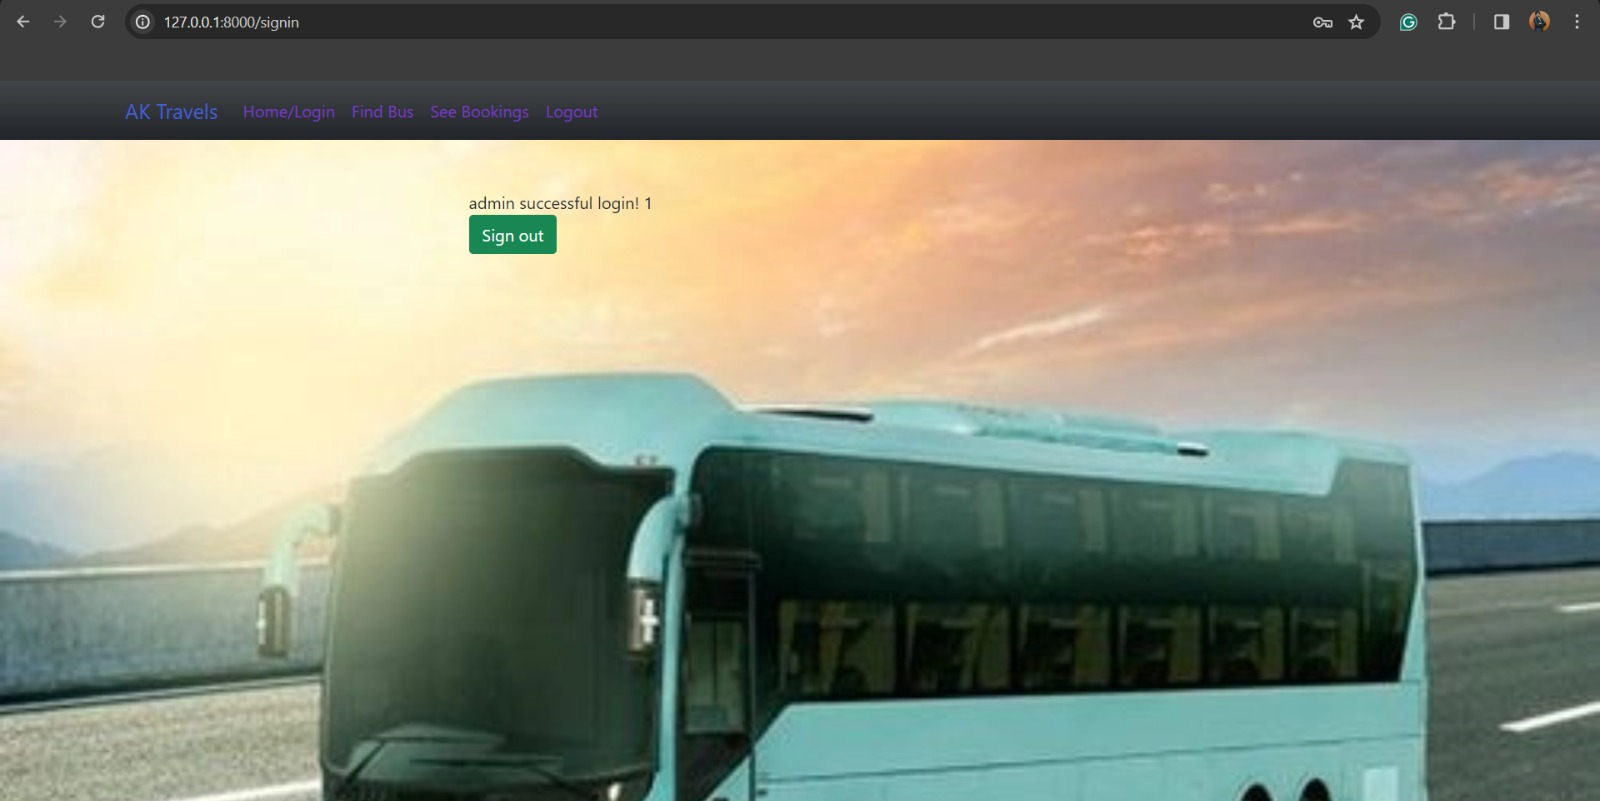 127.0.0.1:8000/signin
AK Travels Home/Login Find Bus See Bookings Logout
admin successful login! 1
Sign out